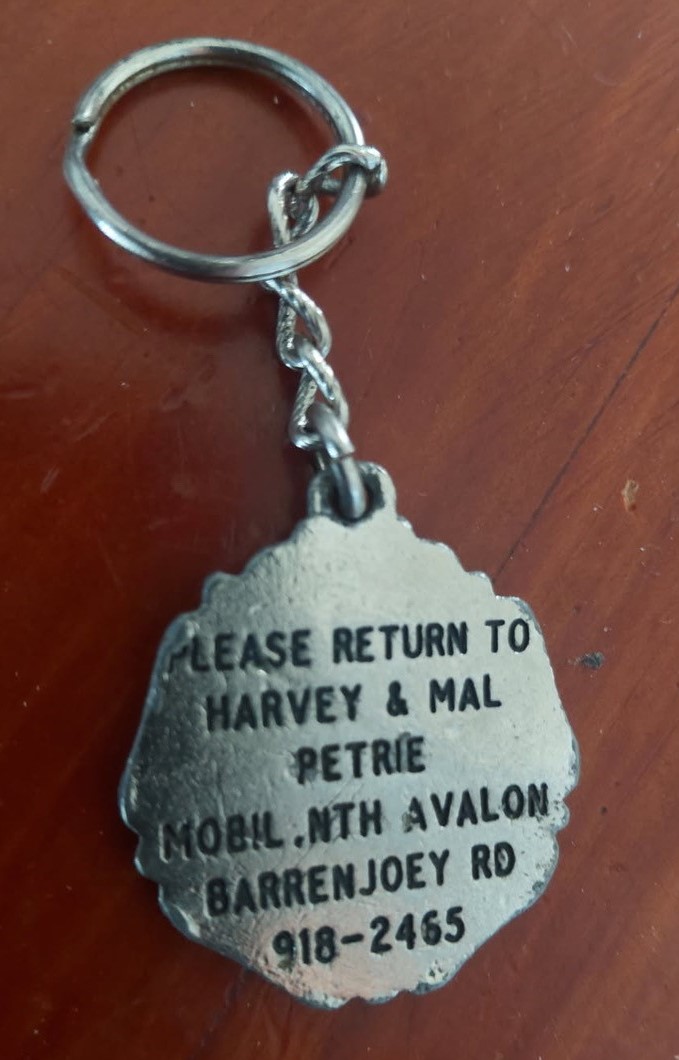 PLEASE RETURN TO
HARVEY & MAL
PETRIE
MOBIL.NTH AVALON
BARRENJOEY RD
918-2465